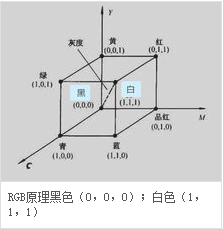 Y
黄
(0,0,1)
红
(0,1,1)
灰度
绿
(1,0,1)
黑
(0,0,0)
白
(1,1,1)
M
品红
(0,1,0)
C
青
(1,0,0)
蓝
(1,1,0)
RGB原理黑色（0，0，0）；白色（1，
1，1）